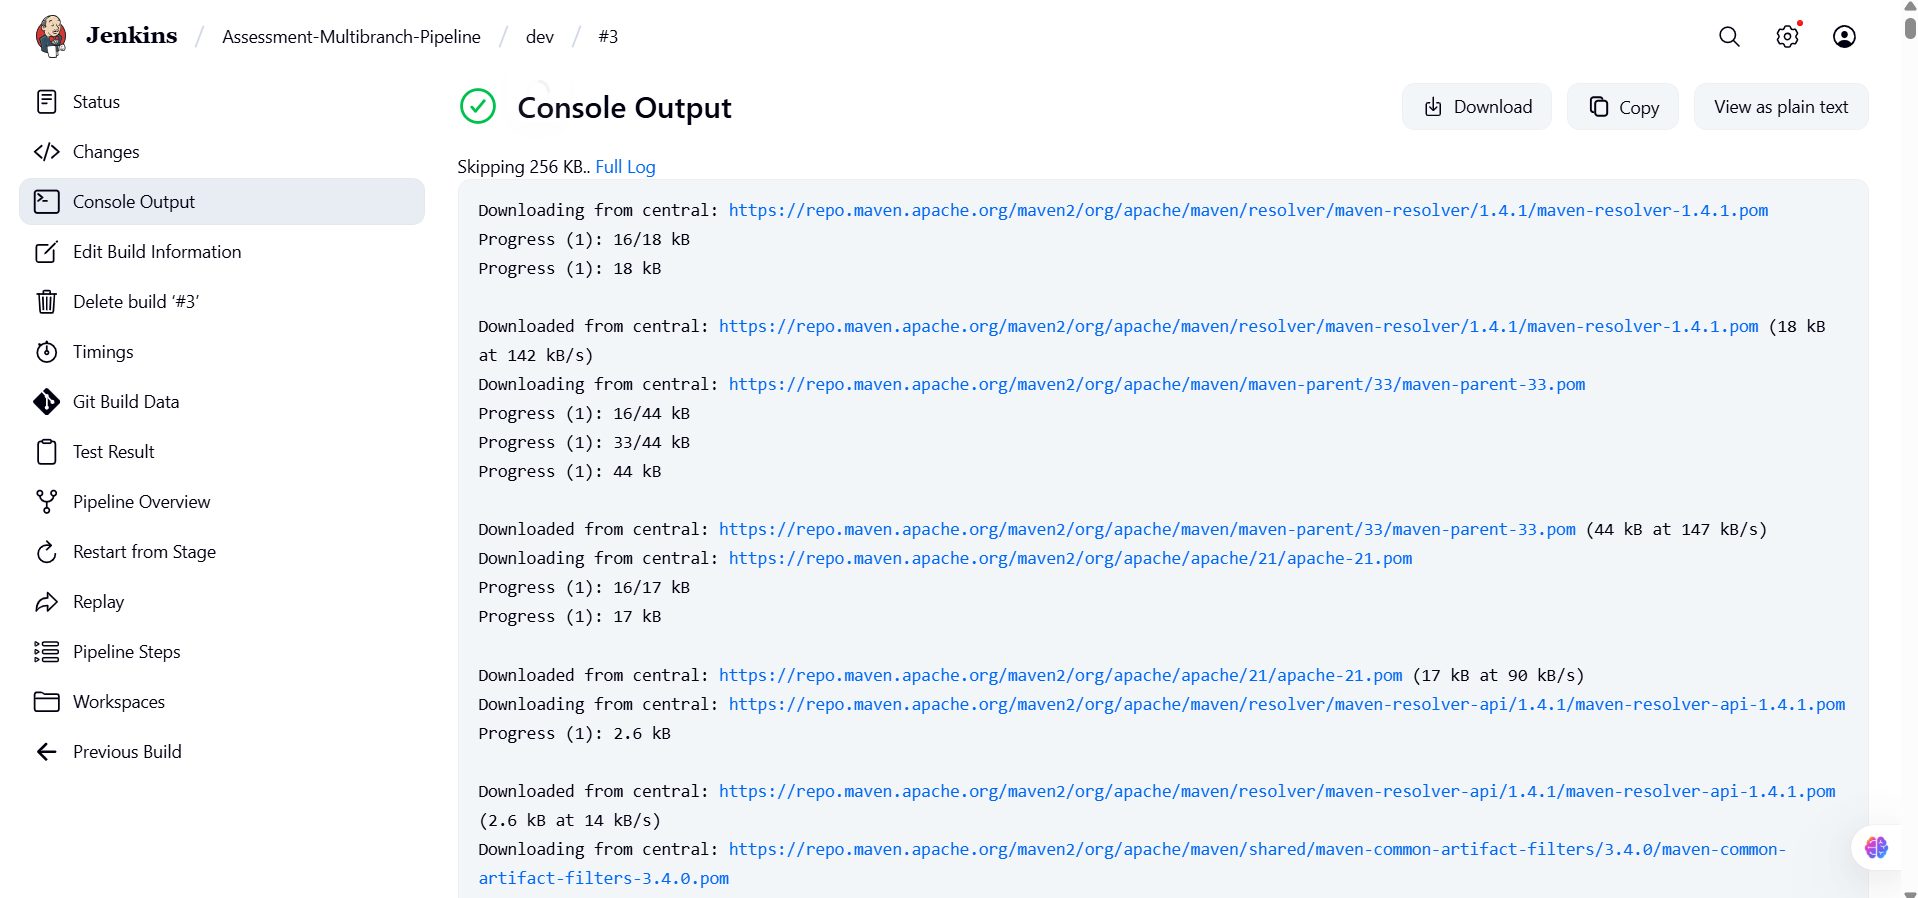 Jenkins / Assessment-Multibranch-Pipeline / dev / #3
Status
Changes
Console Output
Edit Build Information
Delete build ‘#3’
Timings
Git Build Data
Test Result
Pipeline Overview
Restart from Stage
Replay
Pipeline Steps
Workspaces
Previous Build
Console Output
Download
Copy
View as plain text
Skipping 256 KB.. Full Log
Downloading from central: https://repo.maven.apache.org/maven2/org/apache/maven/resolver/maven-resolver/1.4.1/maven-resolver-1.4.1.pom
Progress (1): 16/18 kB
Progress (1): 18 kB
Downloaded from central: https://repo.maven.apache.org/maven2/org/apache/maven/resolver/maven-resolver/1.4.1/maven-resolver-1.4.1.pom (18 kB
at 142 kB/s)
Downloading from central: https://repo.maven.apache.org/maven2/org/apache/maven/maven-parent/33/maven-parent-33.pom
Progress (1): 16/44 kB
Progress (1): 33/44 kB
Progress (1): 44 kB
Downloaded from central: https://repo.maven.apache.org/maven2/org/apache/maven/maven-parent/33/maven-parent-33.pom (44 kB at 147 kB/s)
Downloading from central: https://repo.maven.apache.org/maven2/org/apache/apache/21/apache-21.pom
Progress (1): 16/17 kB
Progress (1): 17 kB
Downloaded from central: https://repo.maven.apache.org/maven2/org/apache/apache/21/apache-21.pom (17 kB at 90 kB/s)
Downloading from central: https://repo.maven.apache.org/maven2/org/apache/maven/resolver/maven-resolver-api/1.4.1/maven-resolver-api-1.4.1.pom
Progress (1): 2.6 kB
Downloaded from central: https://repo.maven.apache.org/maven2/org/apache/maven/resolver/maven-resolver-api/1.4.1/maven-resolver-api-1.4.1.pom
(2.6 kB at 14 kB/s)
Downloading from central: https://repo.maven.apache.org/maven2/org/apache/maven/shared/maven-common-artifact-filters/3.4.0/maven-common-
artifact-filters-3.4.0.pom